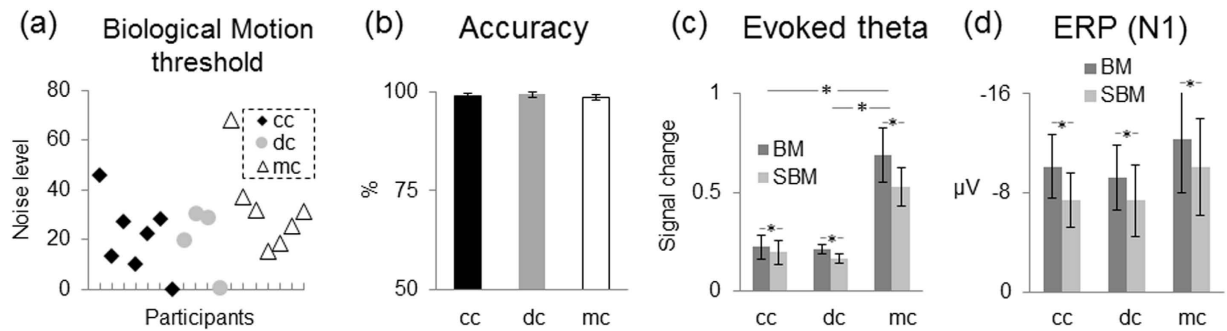 (a) Biological Motion
threshold
80
60
40
20
0
Noise level
cc
dc
mc
Participants
(b) Accuracy
100
75
50
%
cc dc mc
(c) Evoked theta
1
0.5
0
Signal change
BM
SBM
*
*
*
*
*
cc dc mc
(d) ERP (N1)
BM
SBM
-16
-8
0
µV
*
*
*
cc dc mc